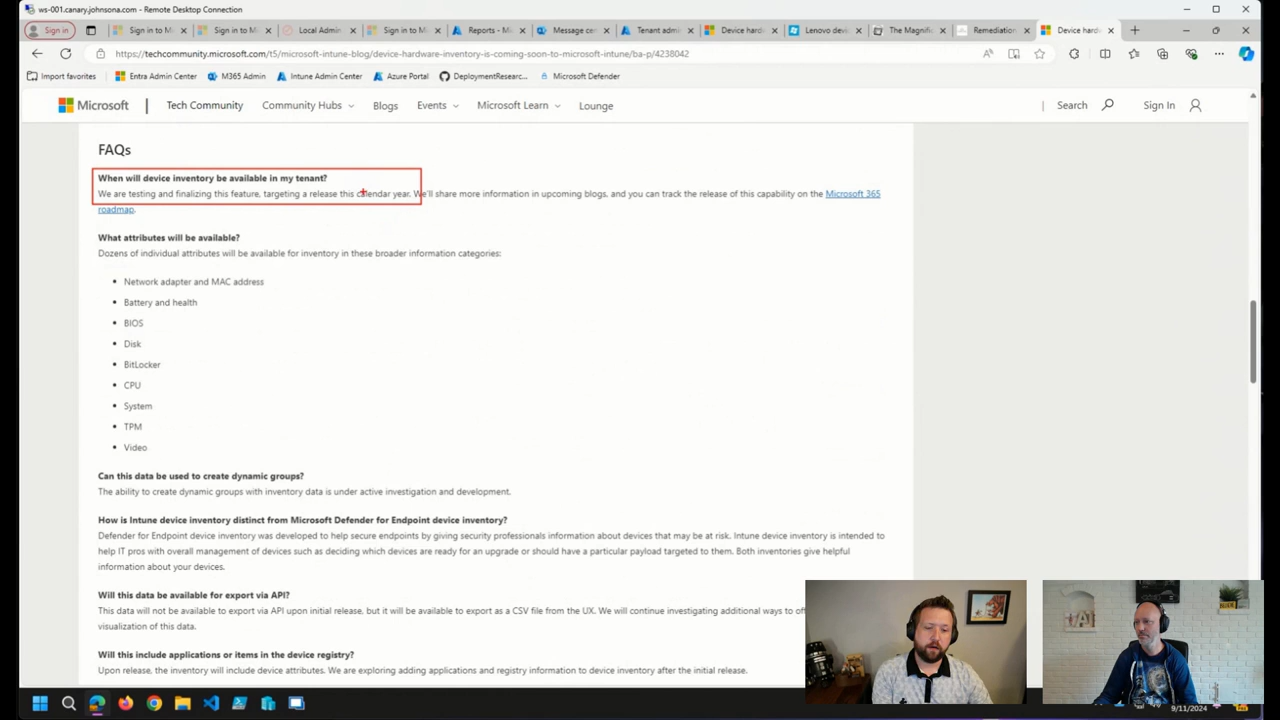 ws-001.canary.johnsona.com - Remote Desktop Connection
Sign in
Sign in to Mi
Sign in to Mi
Local Admin
Sign in to Mi
Reports - Mi
Message cen
Tenant admi
Device hardw
Lenovo devic
The Magnific
Remediation
Device hardw
https://techcommunity.microsoft.com/t5/microsoft-intune-blog/device-hardware-inventory-is-coming-soon-to-microsoft-intune/ba-p/4238042
Import favorites
Entra Admin Center
M365 Admin
Intune Admin Center
Azure Portal
DeploymentResearc...
Microsoft Defender
Microsoft
Tech Community
Community Hubs
Blogs
Events
Microsoft Learn
Lounge
Search
Sign In
FAQs
When will device inventory be available in my tenant?
We are testing and finalizing this feature, targeting a release this calendar year. We'll share more information in upcoming blogs, and you can track the release of this capability on the Microsoft 365
roadmap.
What attributes will be available?
Dozens of individual attributes will be available for inventory in these broader information categories:
• Network adapter and MAC address
• Battery and health
• BIOS
• Disk
• BitLocker
• CPU
• System
• TPM
• Video
Can this data be used to create dynamic groups?
The ability to create dynamic groups with inventory data is under active investigation and development.
How is Intune device inventory distinct from Microsoft Defender for Endpoint device inventory?
Defender for Endpoint device inventory was developed to help secure endpoints by giving security professionals information about devices that may be at risk. Intune device inventory is intended to
help IT pros with overall management of devices such as deciding which devices are ready for an upgrade or should have a particular payload targeted to them. Both inventories give helpful
information about your devices.
Will this data be available for export via API?
This data will not be available to export via API upon initial release, but it will be available to export as a CSV file from the UX. We will continue investigating additional ways to of
visualization of this data.
Will this include applications or items in the device registry?
Upon release, the inventory will include device attributes. We are exploring adding applications and registry information to device inventory after the initial release.
9/11/2024